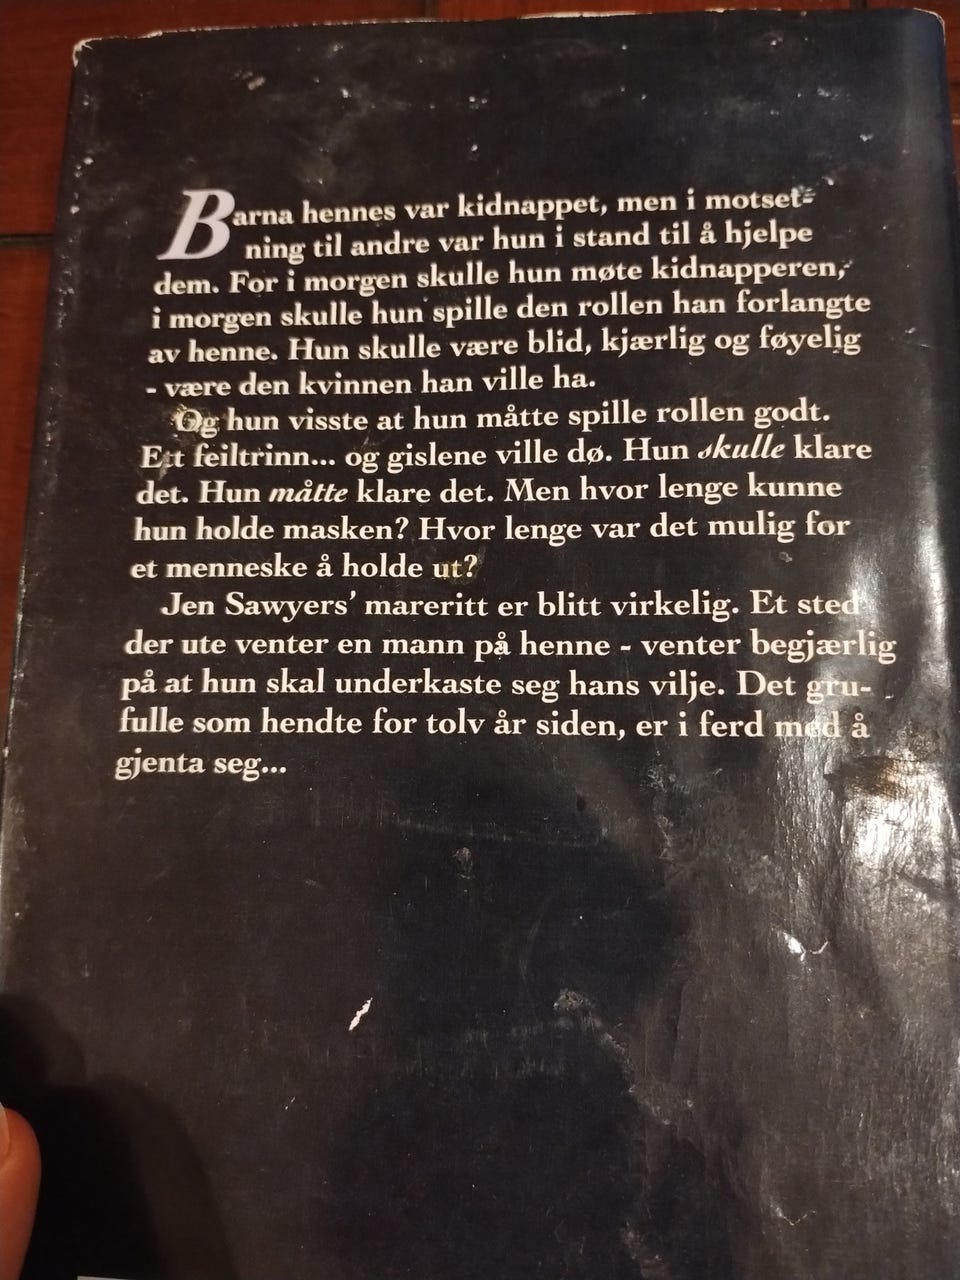 Barna hennes var kidnappet, men i motset-
ning til andre var hun i stand til å hjelpe
dem. For i morgen skulle hun møte kidnapperen,
i morgen skulle hun spille den rollen han forlangte
av henne. Hun skulle være blid, kjærlig og føyelig
- være den kvinnen han ville ha.
Og hun visste at hun måtte spille rollen godt.
Ett feiltrinn... og gislene ville dø. Hun skulle klare
det. Hun måtte klare det. Men hvor lenge kunne
hun holde masken? Hvor lenge var det mulig for
et menneske å holde ut?
Jen Sawyers' mareritt er blitt virkelig. Et sted
der ute venter en mann på henne - venter begjærlig
på at hun skal underkaste seg hans vilje. Det gru-
fulle som hendte for tolv år siden, er i ferd med å
gjenta seg...